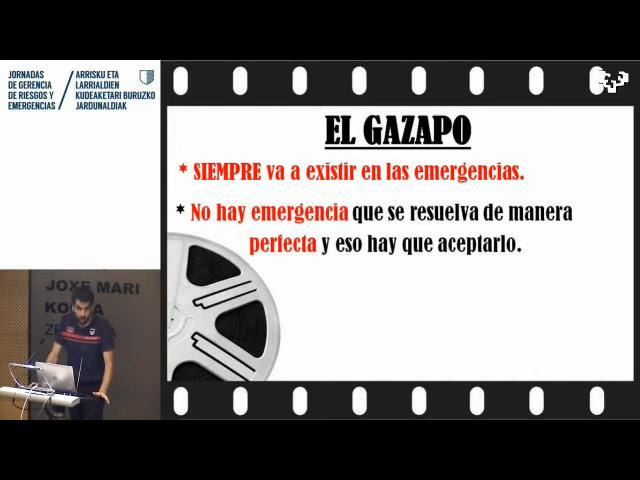 JORNADAS
DE GERENCIA
DE RIESGOS Y
EMERGENCIAS
ARRISKU ETA
LARRIALDIEN
KUDEAKETARI BURUZKO
JARDUNALDIAK
EL GAZAPO
* SIEMPRE va a existir en las emergencias.
* No hay emergencia que se resuelva de manera
perfecta y eso hay que aceptarlo.
JOXE MARI